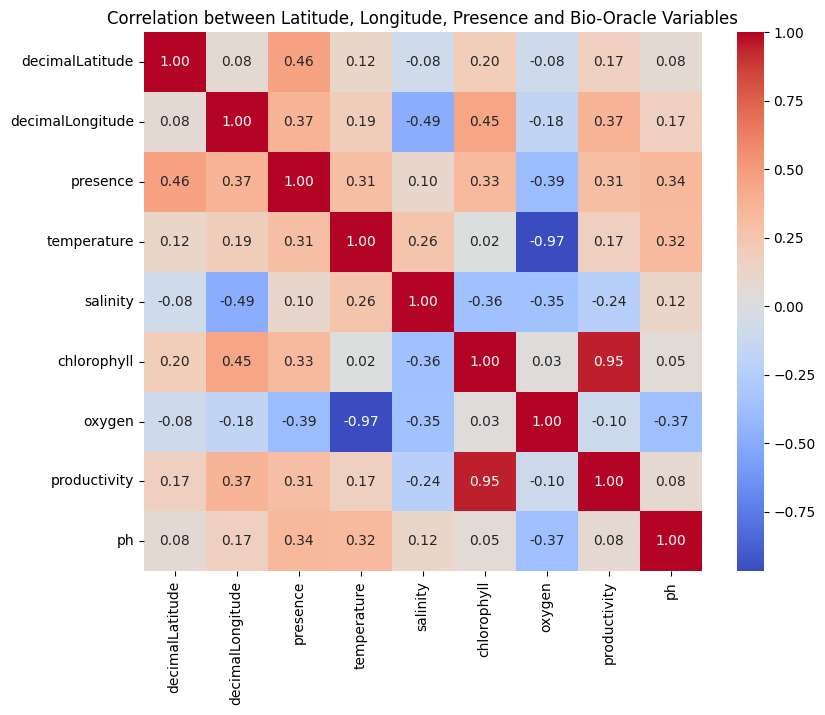 Correlation between Latitude, Longitude, Presence and Bio-Oracle Variables
decimalLatitude 1.00 0.08 0.46 0.12 -0.08 0.20 -0.08 0.17 0.08
decimalLongitude 0.08 1.00 0.37 0.19 -0.49 0.45 -0.18 0.37 0.17
presence 0.46 0.37 1.00 0.31 0.10 0.33 -0.39 0.31 0.34
temperature 0.12 0.19 0.31 1.00 0.26 0.02 -0.97 0.17 0.32
salinity -0.08 -0.49 0.10 0.26 1.00 -0.36 -0.35 -0.24 0.12
chlorophyll 0.20 0.45 0.33 0.02 -0.36 1.00 0.03 0.95 0.05
oxygen -0.08 -0.18 -0.39 -0.97 -0.35 0.03 1.00 -0.10 -0.37
productivity 0.17 0.37 0.31 0.17 -0.24 0.95 -0.10 1.00 0.08
ph 0.08 0.17 0.34 0.32 0.12 0.05 -0.37 0.08 1.00
decimalLatitude
decimalLongitude
presence
temperature
salinity
chlorophyll
oxygen
productivity
ph
1.00
0.75
0.50
0.25
0.00
−0.25
−0.50
−0.75